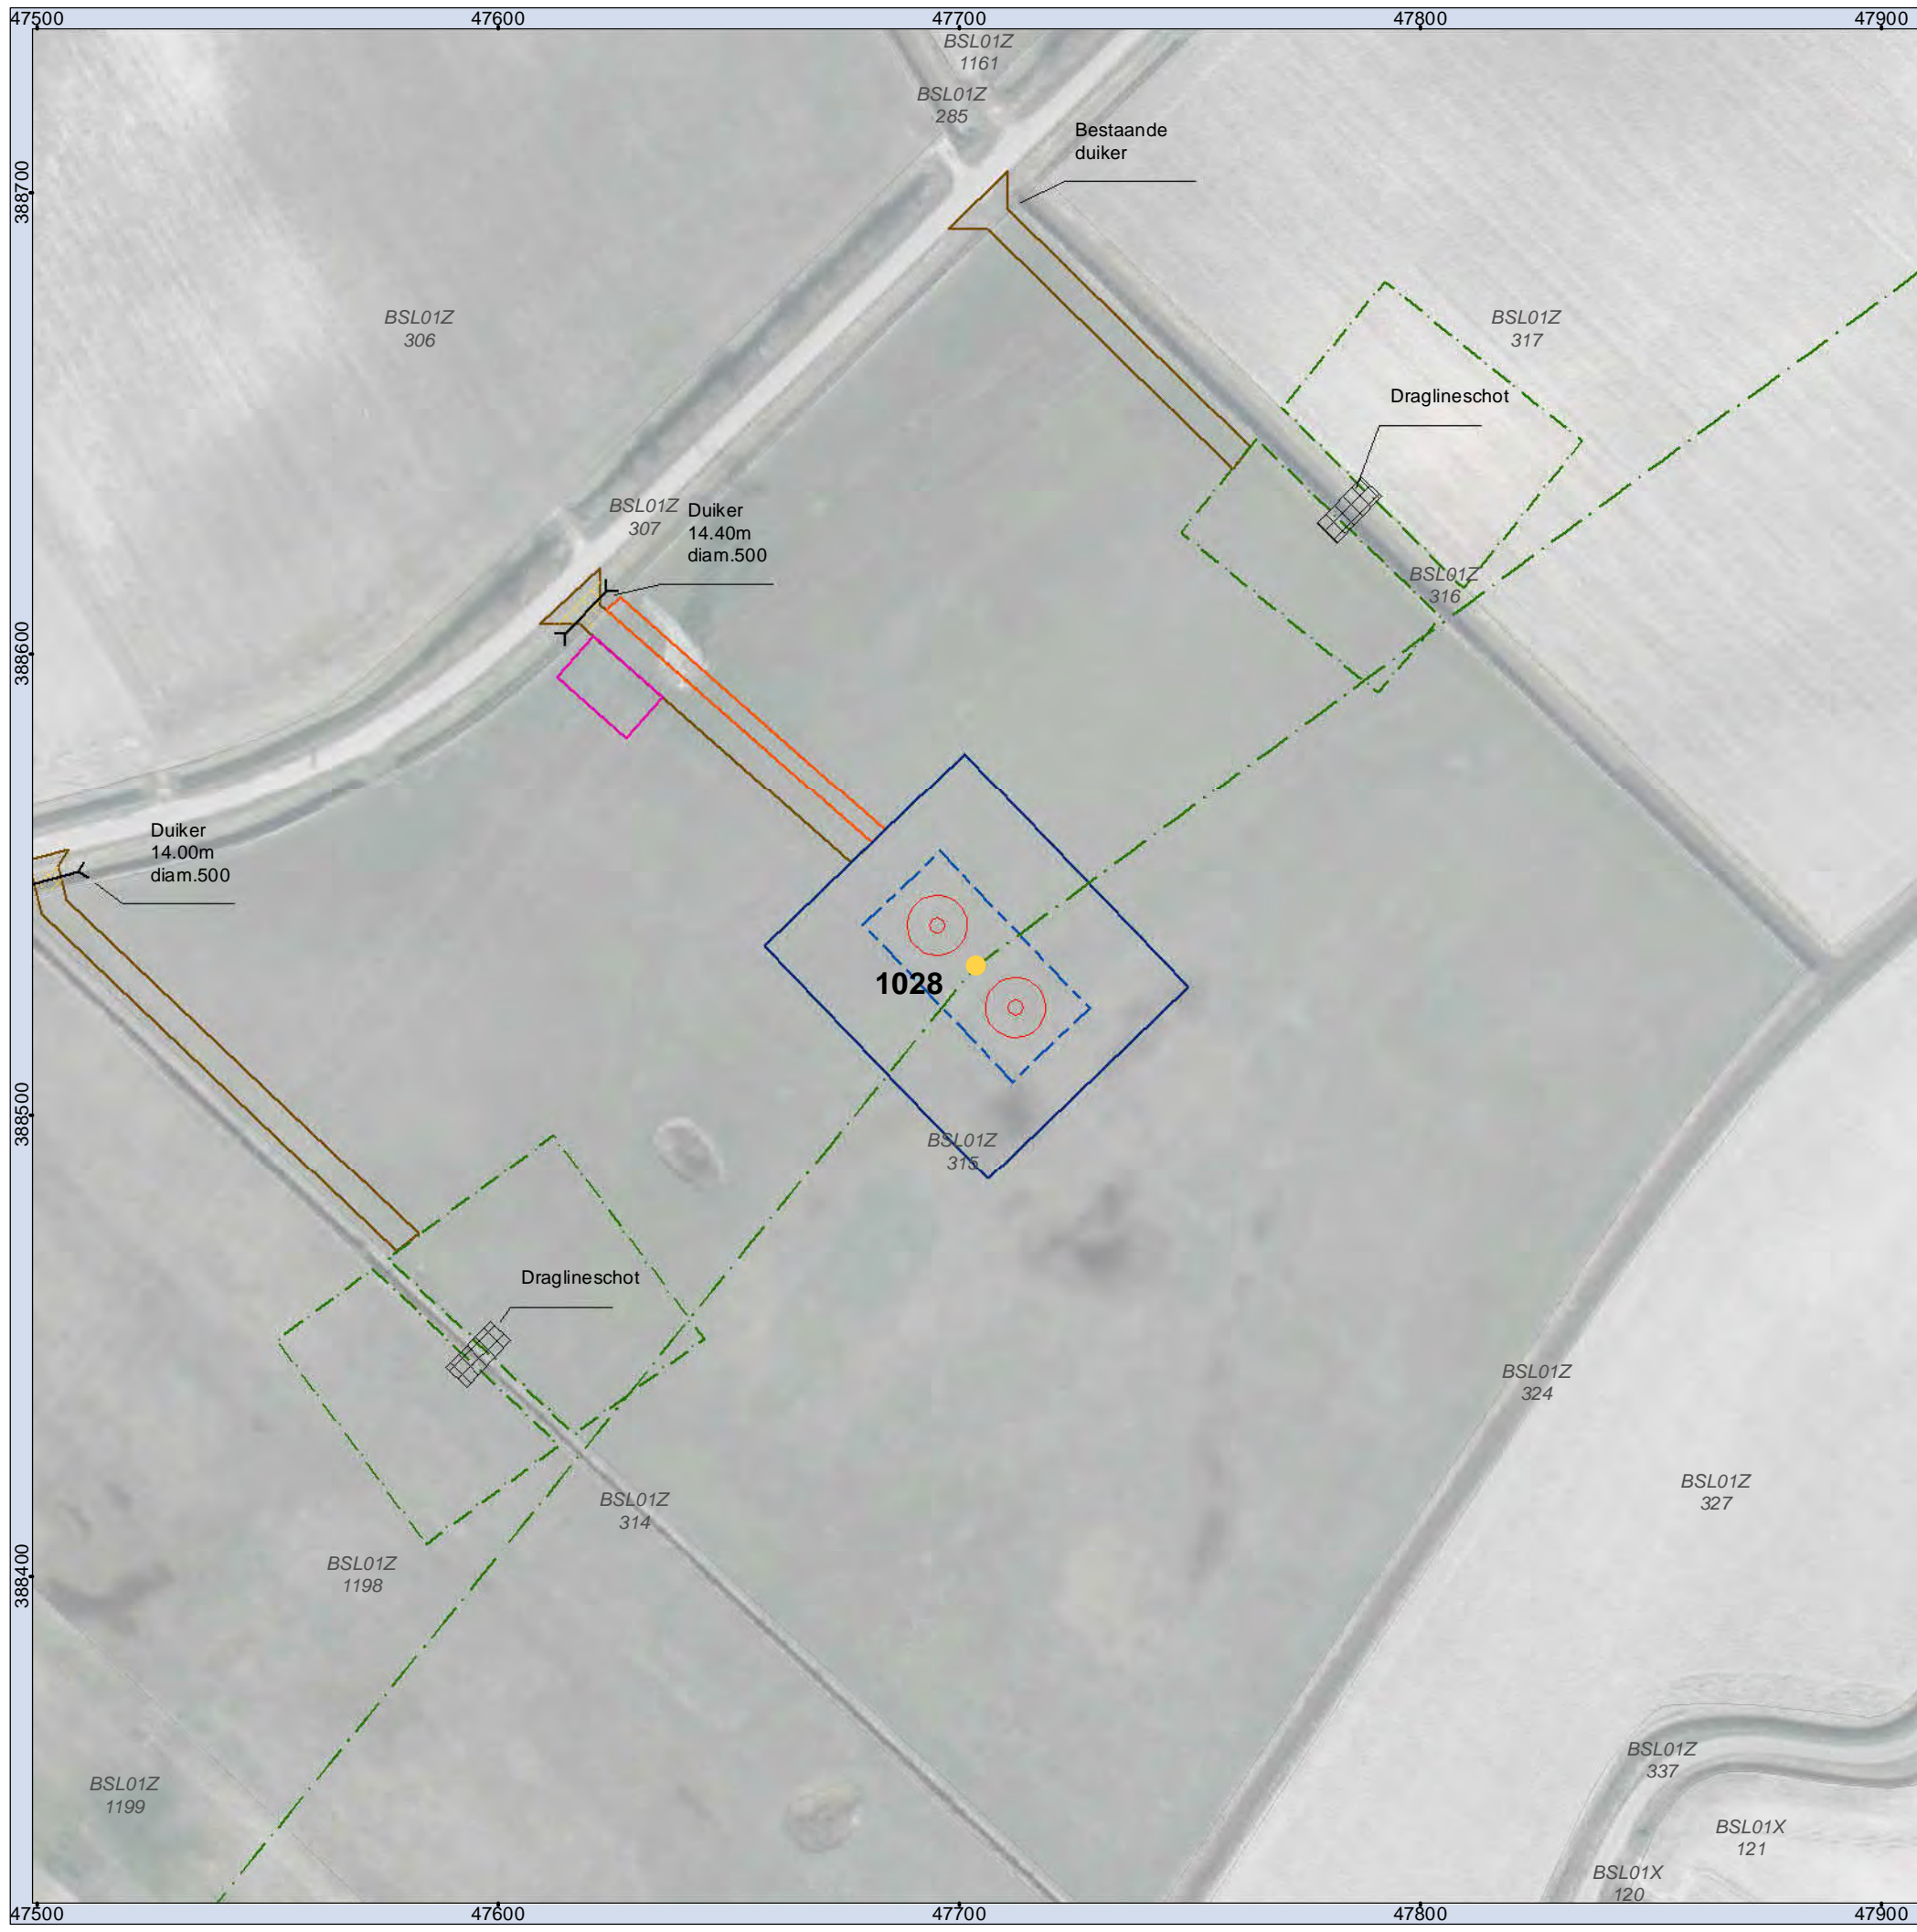 47500
47600
47700
47800
47900
BSL01Z
1161
BSL01Z
285
Bestaande
duiker
388700
BSL01Z
306
BSL01Z
317
Draglineschot
BSL01Z
307
Duiker
14.40m
diam.500
BSL01Z
316
388600
Duiker
14.00m
diam.500
1028
388500
BSL01Z
315
Draglineschot
BSL01Z
324
BSL01Z
327
BSL01Z
314
BSL01Z
1198
388400
BSL01Z
337
BSL01Z
1199
BSL01X
121
BSL01X
120
47500
47600
47700
47800
47900